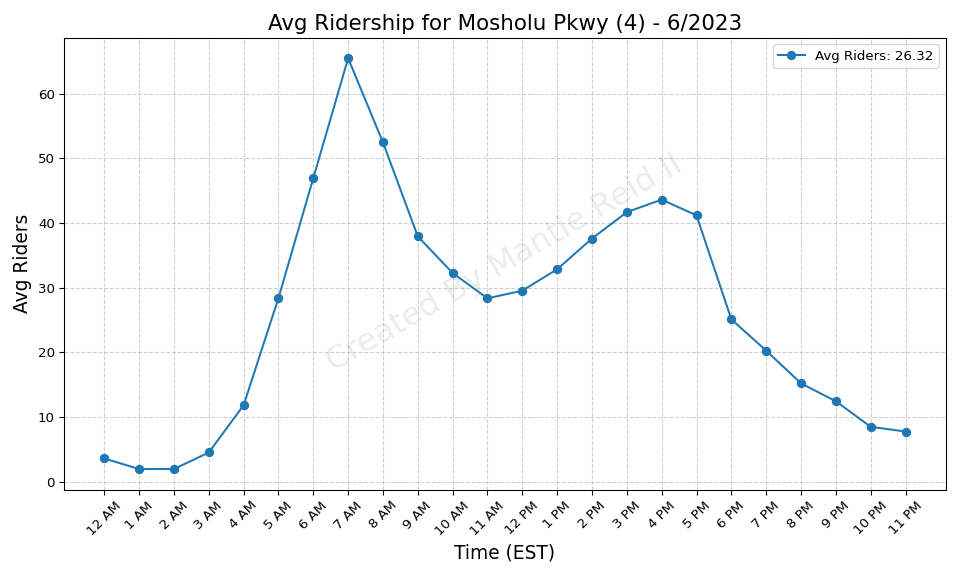 Avg Ridership for Mosholu Pkwy (4) - 6/2023
Avg Riders: 26.32
Avg Riders
60
50
40
30
20
10
0
Created By Mantie Reid II
12 AM
1 AM
2 AM
3 AM
4 AM
5 AM
6 AM
7 AM
8 AM
9 AM
10 AM
11 AM
12 PM
1 PM
2 PM
3 PM
4 PM
5 PM
6 PM
7 PM
8 PM
9 PM
10 PM
11 PM
Time (EST)